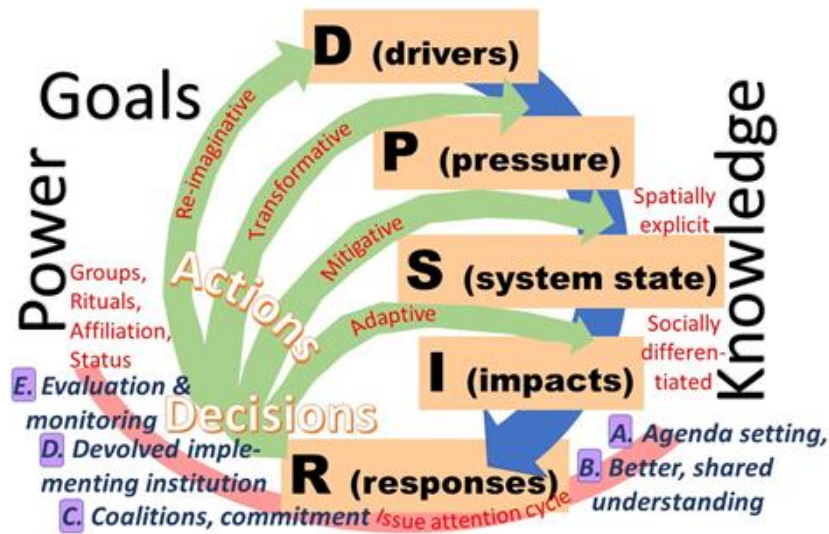 D (drivers)
Goals
Power
Knowledge
Re-imaginative
Transformative
P (pressure)
Mitigative
Spatially
explicit
Actions
S (system state)
Groups,
Rituals,
Affiliation,
Status
Adaptive
Socially
differen-
tiated
I (impacts)
E. Evaluation &
monitoring
Decisions
D. Devolved imple-
menting institution
C. Coalitions, commitment
R (responses)
Issue attention cycle
A. Agenda setting,
B. Better, shared
understanding